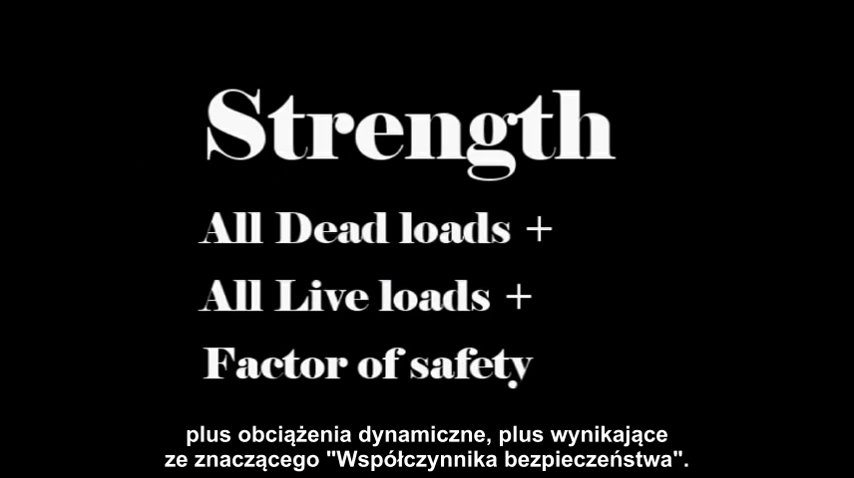 Strength
All Dead loads +
All Live loads +
Factor of safety
plus obciążenia dynamiczne, plus wynikające
ze znaczącego "Współczynnika bezpieczeństwa".